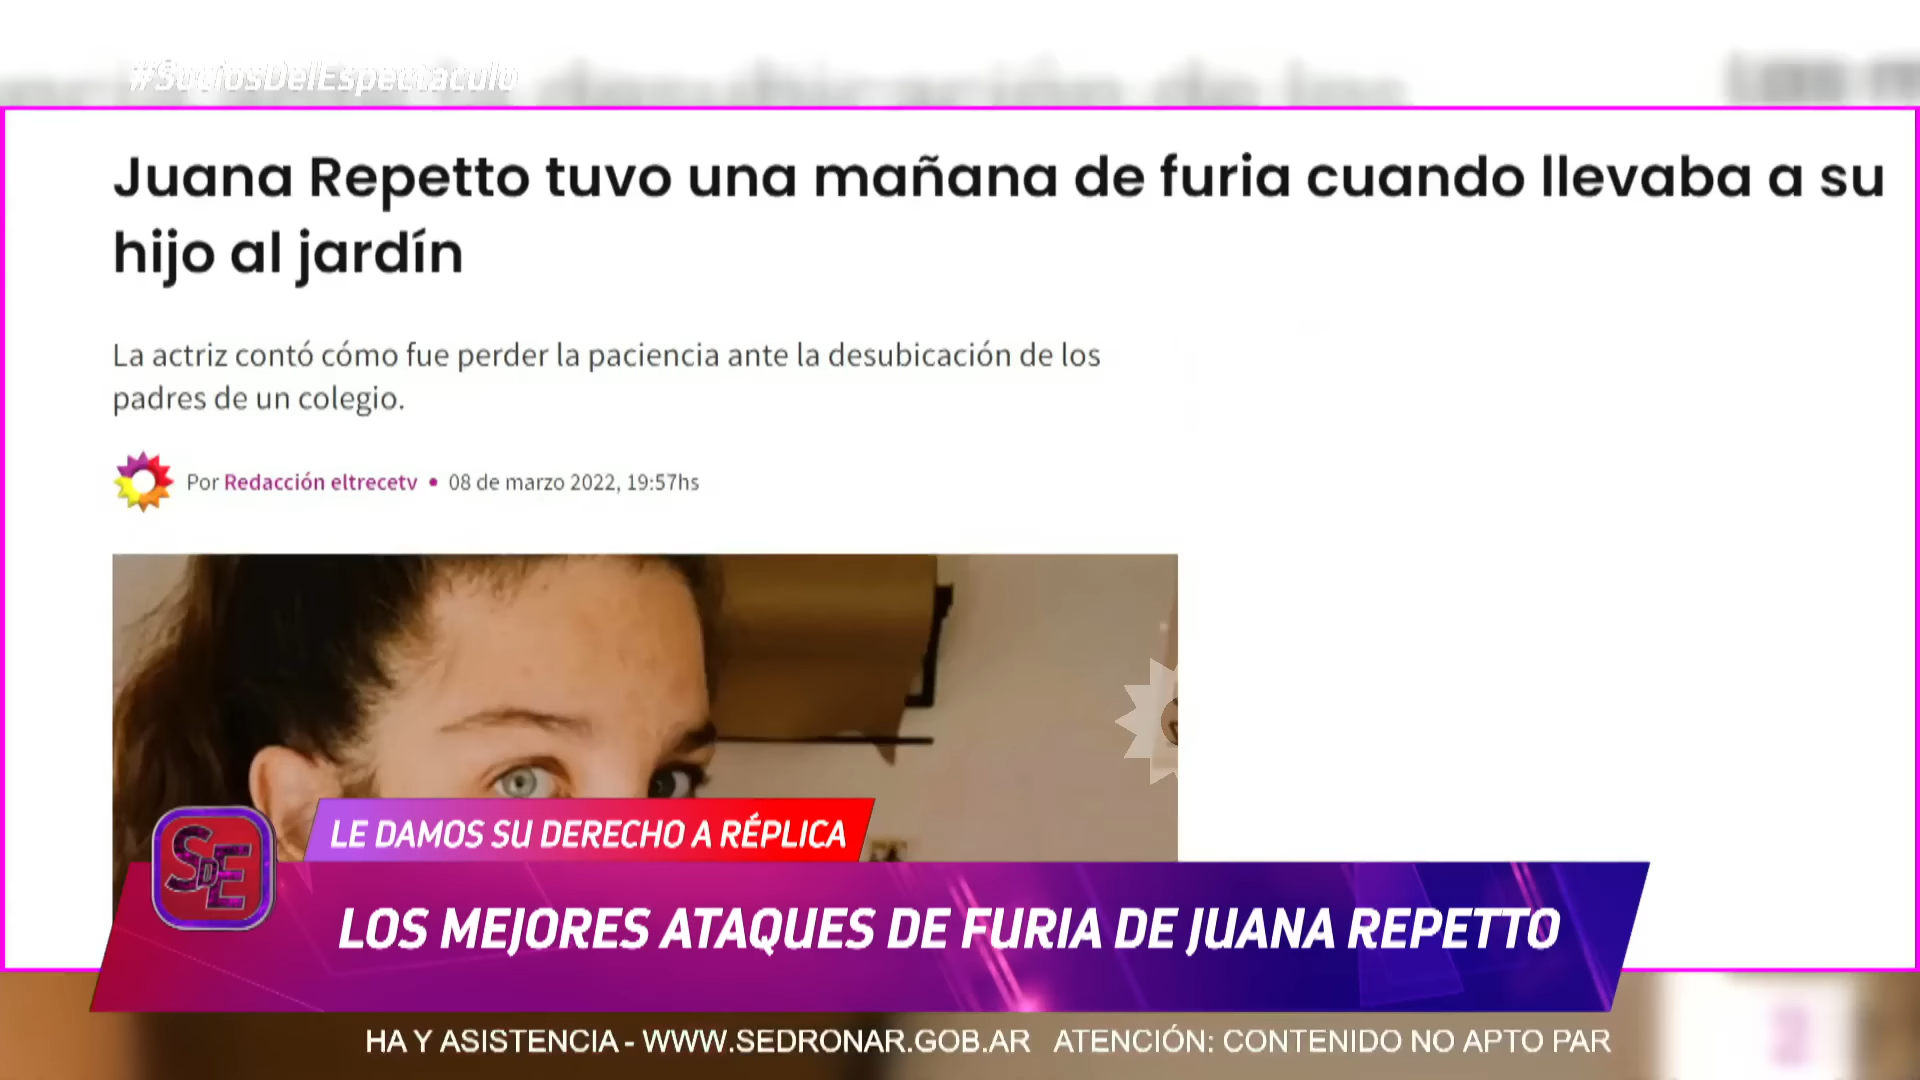 #SociosDelEspectaculo
Juana Repetto tuvo una mañana de furia cuando llevaba a su
hijo al jardín
La actriz contó cómo fue perder la paciencia ante la desubicación de los
padres de un colegio.
Por Redacción eltrecetv • 08 de marzo 2022, 19:57hs
LE DAMOS SU DERECHO A RÉPLICA
SDE
LOS MEJORES ATAQUES DE FURIA DE JUANA REPETTO
HA Y ASISTENCIA - WWW.SEDRONAR.GOB.AR ATENCIÓN: CONTENIDO NO APTO PAR